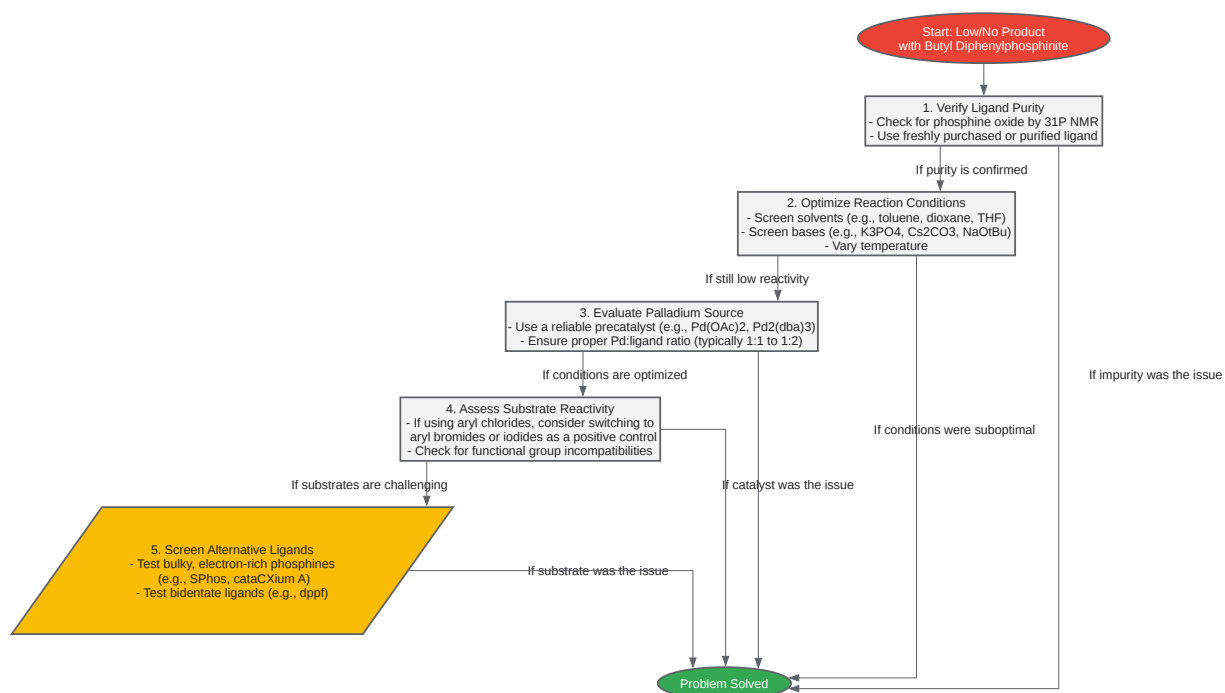 Start: Low/No Product
with Butyl Diphenylphosphinite
1. Verify Ligand Purity
- Check for phosphine oxide by 31P NMR
- Use freshly purchased or purified ligand
If purity is confirmed
2. Optimize Reaction Conditions
- Screen solvents (e.g., toluene, dioxane, THF)
- Screen bases (e.g., K3PO4, Cs2CO3, NaOtBu)
- Vary temperature
If still low reactivity
3. Evaluate Palladium Source
- Use a reliable precatalyst (e.g., Pd(OAc)2, Pd2(dba)3)
- Ensure proper Pd:ligand ratio (typically 1:1 to 1:2)
If conditions are optimized
If impurity was the issue
4. Assess Substrate Reactivity
- If using aryl chlorides, consider switching to
aryl bromides or iodides as a positive control
- Check for functional group incompatibilities
If conditions were suboptimal
If substrates are challenging
If catalyst was the issue
5. Screen Alternative Ligands
- Test bulky, electron-rich phosphines
(e.g., SPhos, cataCXium A)
- Test bidentate ligands (e.g., dppf)
If substrate was the issue
Problem Solved